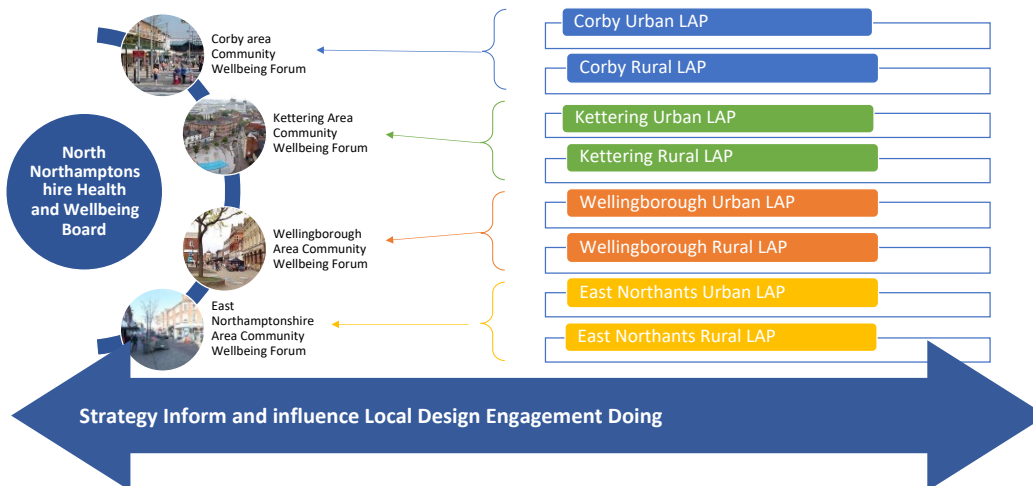 North
Northamptons
hire Health
and Wellbeing
Board
Corby area
Community
Wellbeing Forum
Kettering Area
Community
Wellbeing Forum
Wellingborough
Area Community
Wellbeing Forum
East
Northamptonshire
Area Community
Wellbeing Forum
Corby Urban LAP
Corby Rural LAP
Kettering Urban LAP
Kettering Rural LAP
Wellingborough Urban LAP
Wellingborough Rural LAP
East Northants Urban LAP
East Northants Rural LAP
Strategy Inform and influence Local Design Engagement Doing